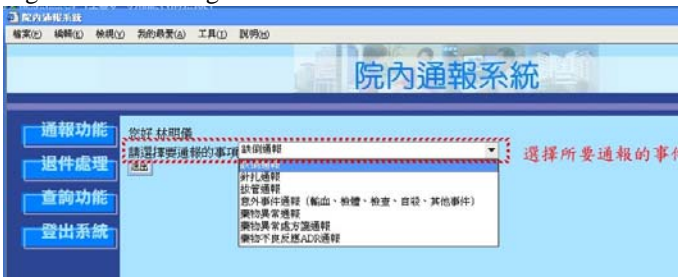 院內通報系統
檔案(F) 編輯(E) 檢視(V) 我的最愛(A) 工具(T) 說明(H)
院內通報系統
通報功能
退件處理
查詢功能
登出系統
您好 林明儀
請選擇要通報的事項 跌倒通報
送出
跌倒通報
針扎通報
拔管通報
意外事件通報（輸血、檢體、檢查、自殺、其他事件）
藥物異常通報
藥物異常處方箋通報
藥物不良反應ADR通報
選擇所要通報的事